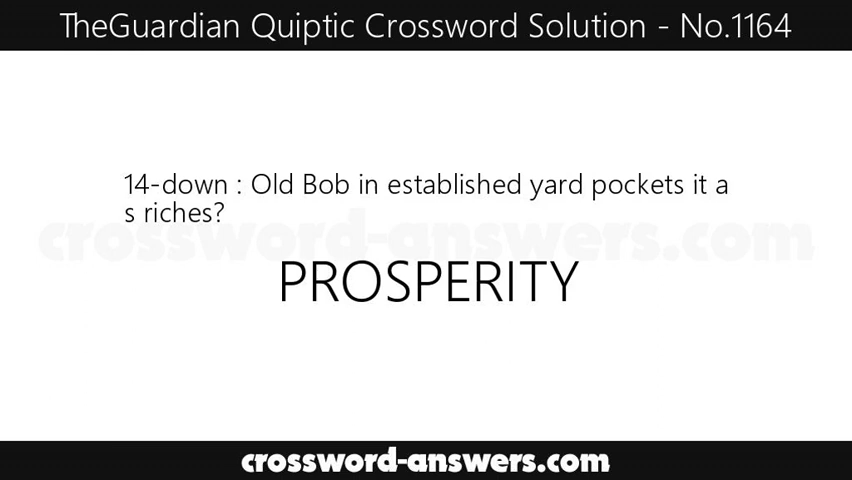 TheGuardian Quiptic Crossword Solution - No.1164
14-down : Old Bob in established yard pockets it a
s riches?
crossword-answers.com
PROSPERITY
crossword-answers.com